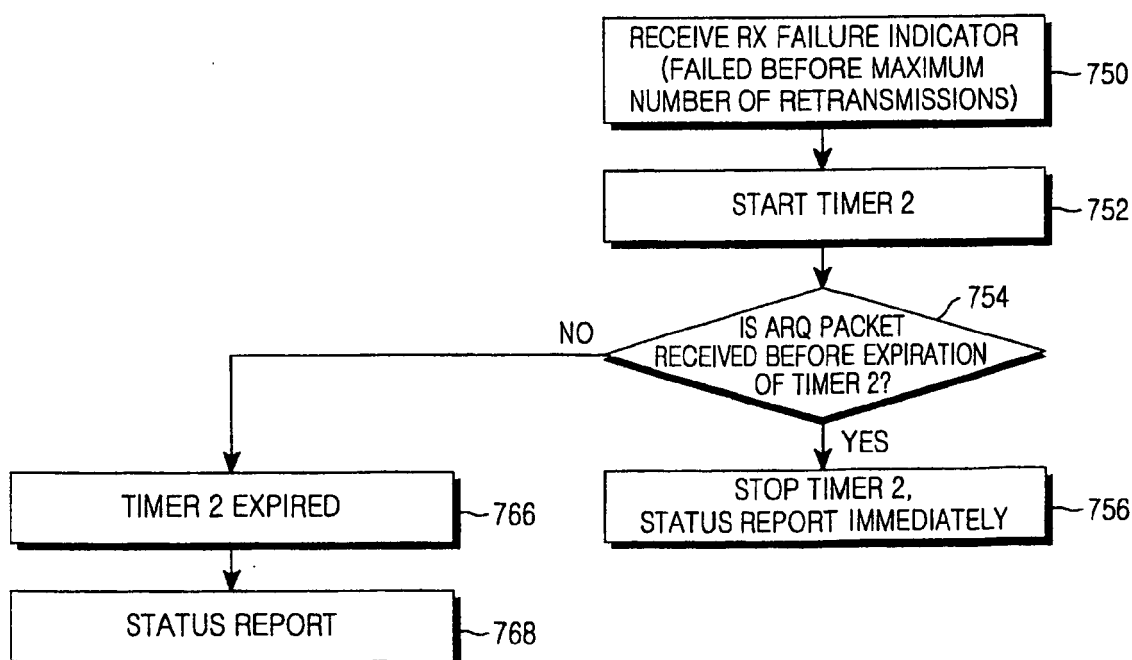 RECEIVE RX FAILURE INDICATOR
(FAILED BEFORE MAXIMUM
NUMBER OF RETRANSMISSIONS)
750
START TIMER 2
752
754
IS ARQ PACKET
RECEIVED BEFORE EXPIRATION
OF TIMER 2?
NO
YES
STOP TIMER 2,
STATUS REPORT IMMEDIATELY
756
TIMER 2 EXPIRED
766
STATUS REPORT
768